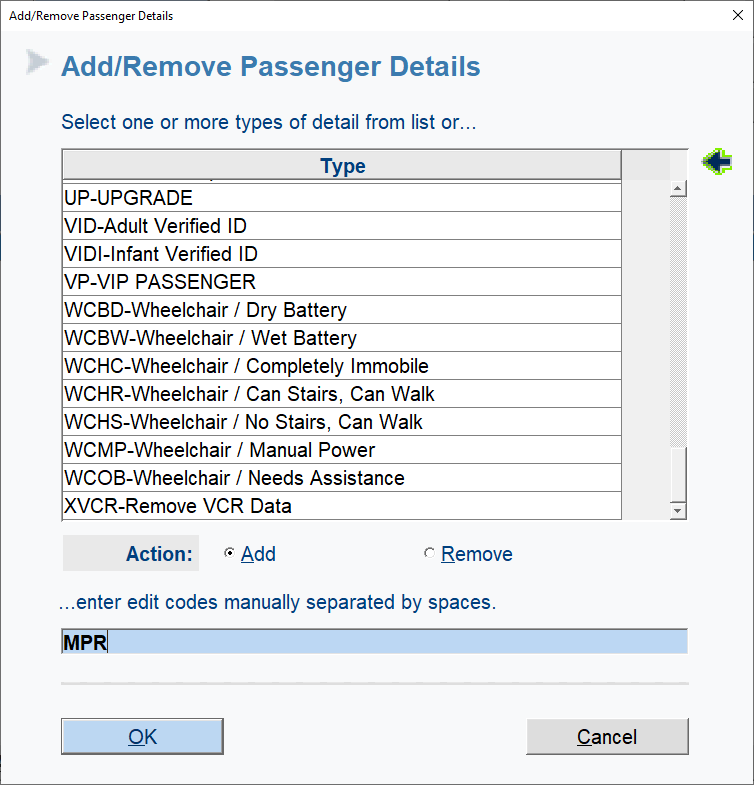 Add/Remove Passenger Details
Add/Remove Passenger Details
Select one or more types of detail from list or...
Type
UP-UPGRADE
VID-Adult Verified ID
VIDI-Infant Verified ID
VP-VIP PASSENGER
WCBD-Wheelchair / Dry Battery
WCBW-Wheelchair / Wet Battery
WCHC-Wheelchair / Completely Immobile
WCHR-Wheelchair / Can Stairs, Can Walk
WCHS-Wheelchair / No Stairs, Can Walk
WCMP-Wheelchair / Manual Power
WCOB-Wheelchair / Needs Assistance
XVCR-Remove VCR Data
Action: Add Remove
...enter edit codes manually separated by spaces.
MPR
OK Cancel